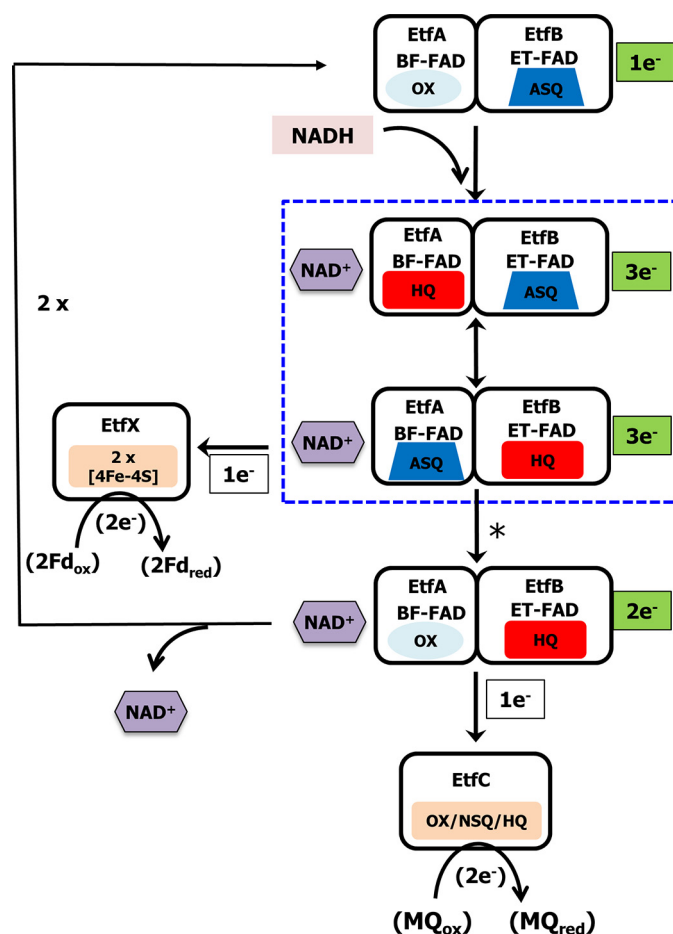 EtfA
BF-FAD
OX
EtfB
ET-FAD
ASQ
1e⁻
NADH
NAD⁺
EtfA
BF-FAD
HQ
EtfB
ET-FAD
ASQ
3e⁻
2 x
NAD⁺
EtfA
BF-FAD
ASQ
EtfB
ET-FAD
HQ
3e⁻
EtfX
2 x
[4Fe-4S]
1e⁻
(2e⁻)
(2Fdox)
(2Fdred)
*
NAD⁺
EtfA
BF-FAD
OX
EtfB
ET-FAD
HQ
2e⁻
NAD⁺
1e⁻
EtfC
OX/NSQ/HQ
(2e⁻)
(MQox)
(MQred)